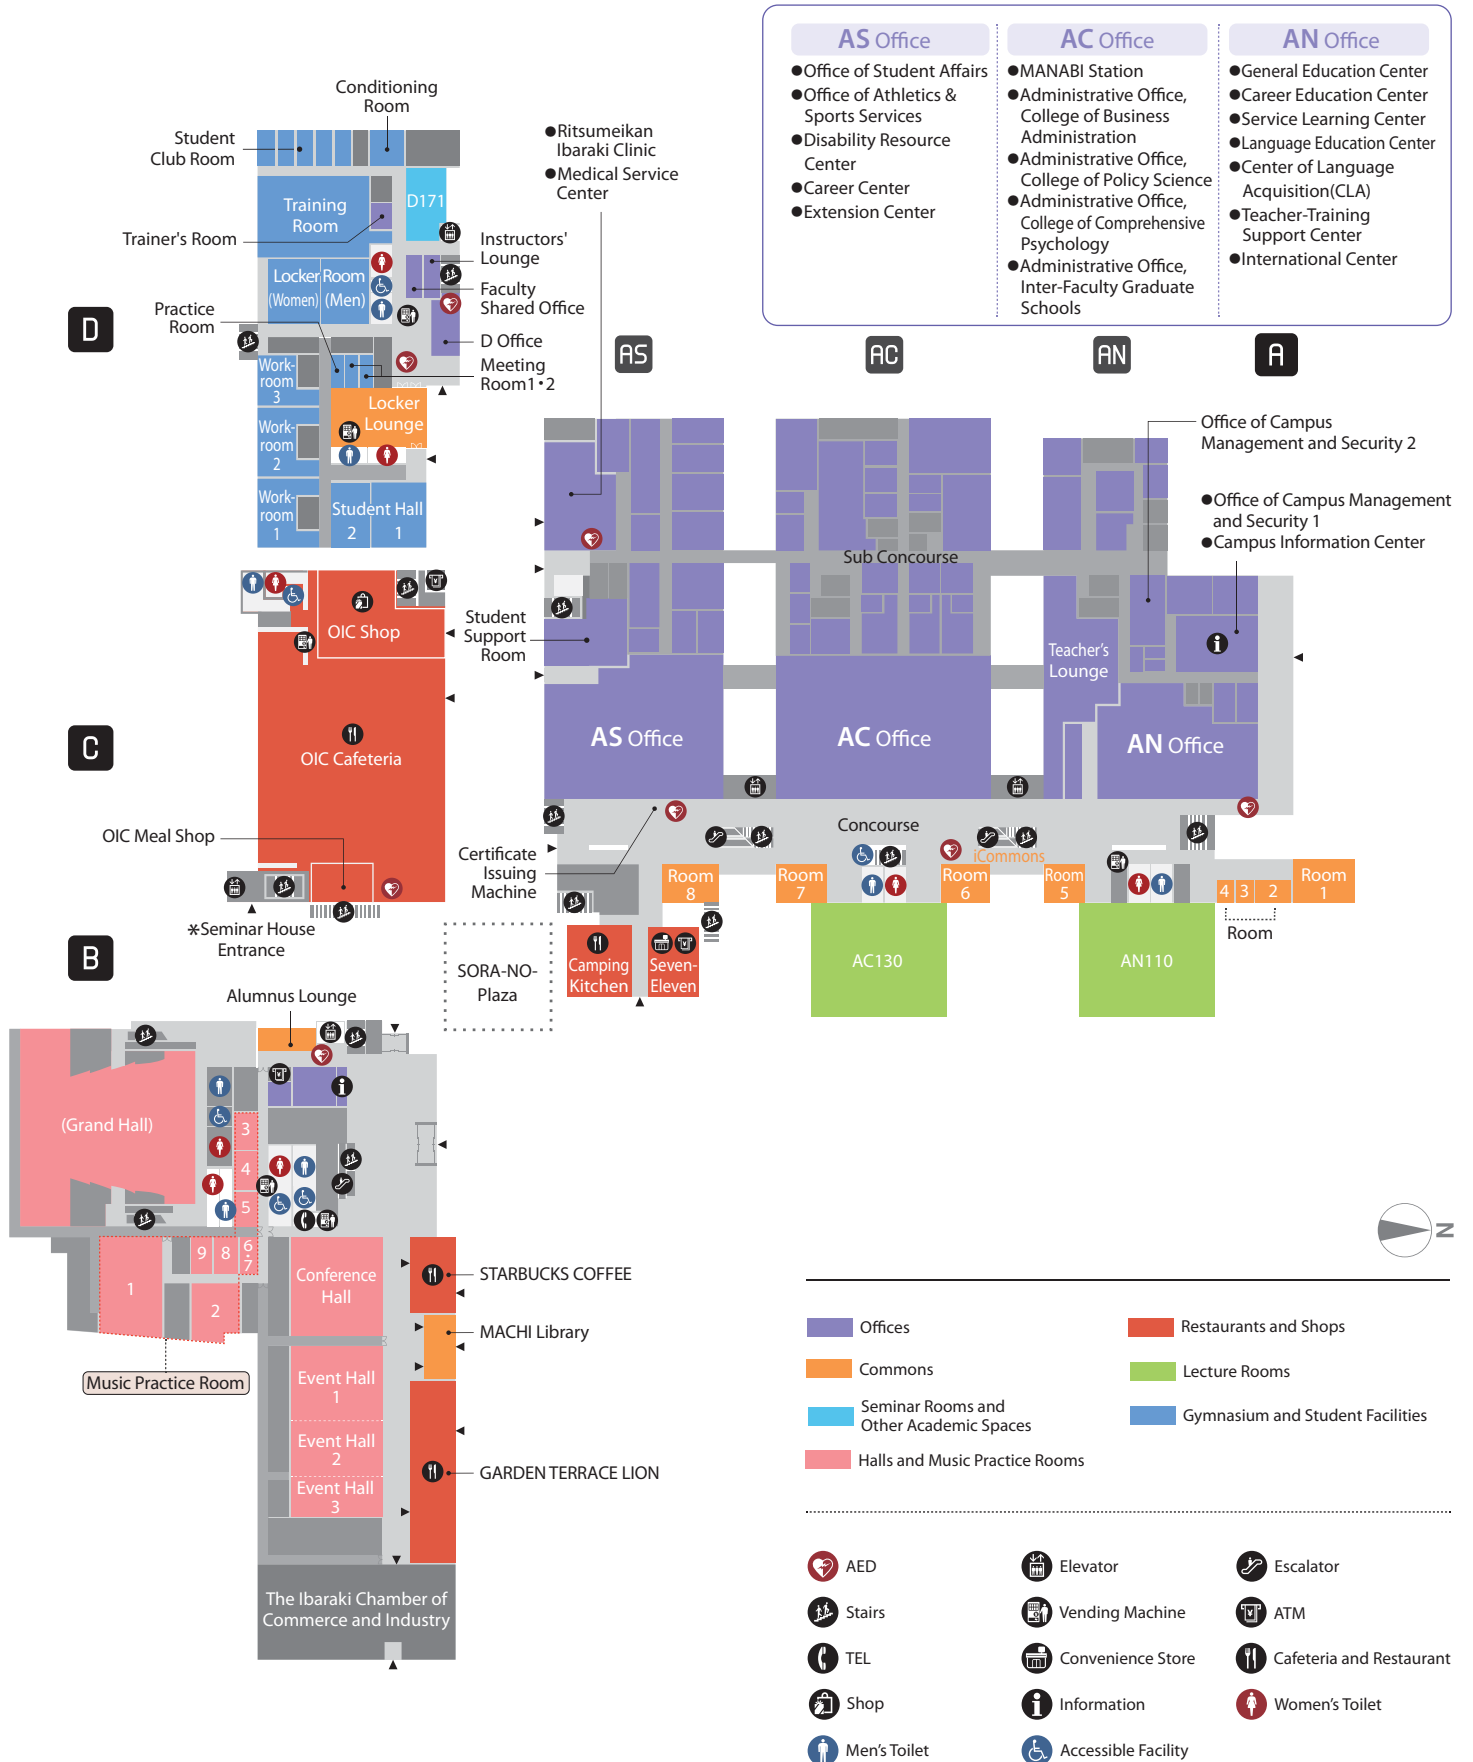 AS Office
●Office of Student Affairs
●Office of Athletics &
Sports Services
●Disability Resource
Center
●Career Center
●Extension Center
AC Office
●MANABI Station
●Administrative Office,
College of Business
Administration
●Administrative Office,
College of Policy Science
●Administrative Office,
College of Comprehensive
Psychology
●Administrative Office,
Inter-Faculty Graduate
Schools
AN Office
●General Education Center
●Career Education Center
●Service Learning Center
●Language Education Center
●Center of Language
Acquisition(CLA)
●Teacher-Training
Support Center
●International Center
Conditioning
Room
Student
Club Room
Training
Room
D171
Trainer's Room
Instructors'
Lounge
Locker Room
(Women) (Men)
Faculty
Shared Office
Practice
Room
D
D Office
Meeting
Room1・2
Work-
room
3
Locker
Lounge
Work-
room
2
Work-
room
1
Student Hall
2 1
●Ritsumeikan
Ibaraki Clinic
●Medical Service
Center
AS
AC
AN
A
Office of Campus
Management and Security 2
●Office of Campus Management
and Security 1
●Campus Information Center
Sub Concourse
Student
Support
Room
Teacher's
Lounge
AS Office
AC Office
AN Office
OIC Shop
C
OIC Cafeteria
OIC Meal Shop
*Seminar House
Entrance
Concourse
Certificate
Issuing
Machine
iCommons
Room
8
Room
7
Room
6
Room
5
4 3 2
Room
1
Room
Camping
Kitchen
Seven-
Eleven
AC130
AN110
SORA-NO-
Plaza
B
Alumnus Lounge
(Grand Hall)
3
4
5
6
・
7
8
9
1
2
Music Practice Room
Conference
Hall
STARBUCKS COFFEE
MACHI Library
Event Hall
1
Event Hall
2
Event Hall
3
GARDEN TERRACE LION
The Ibaraki Chamber of
Commerce and Industry
N
Offices
Restaurants and Shops
Commons
Lecture Rooms
Seminar Rooms and
Other Academic Spaces
Gymnasium and Student Facilities
Halls and Music Practice Rooms
AED
Elevator
Escalator
Stairs
Vending Machine
ATM
TEL
Convenience Store
Cafeteria and Restaurant
Shop
Information
Women's Toilet
Men's Toilet
Accessible Facility